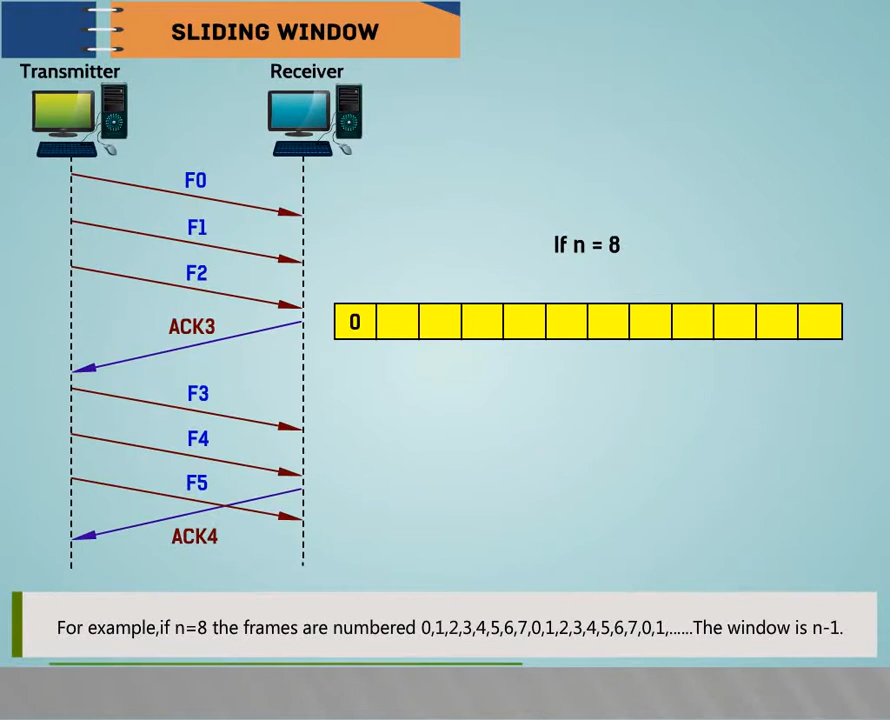 SLIDING WINDOW
Transmitter
Receiver
F0
F1
F2
ACK3
F3
F4
F5
ACK4
If n = 8
0
For example,if n=8 the frames are numbered 0,1,2,3,4,5,6,7,0,1,2,3,4,5,6,7,0,1,......The window is n-1.